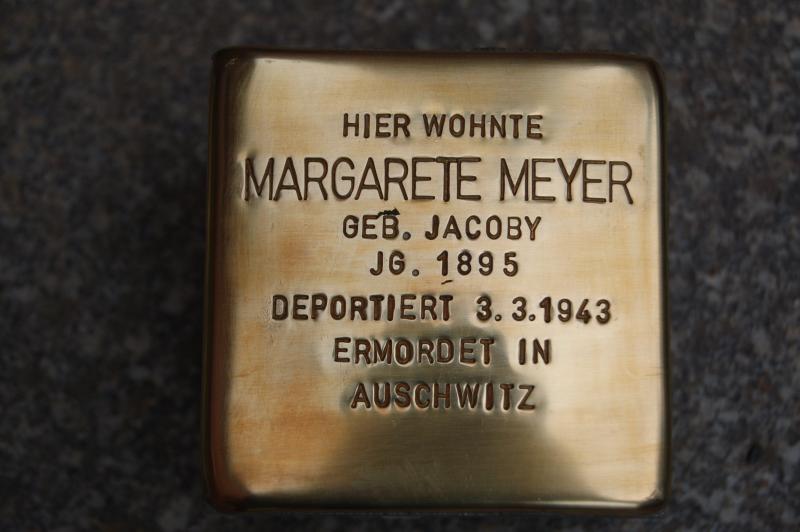 HIER WOHNTE
MARGARETE MEYER
GEB. JACOBY
JG. 1895
DEPORTIERT 3.3.1943
ERMORDET IN
AUSCHWITZ